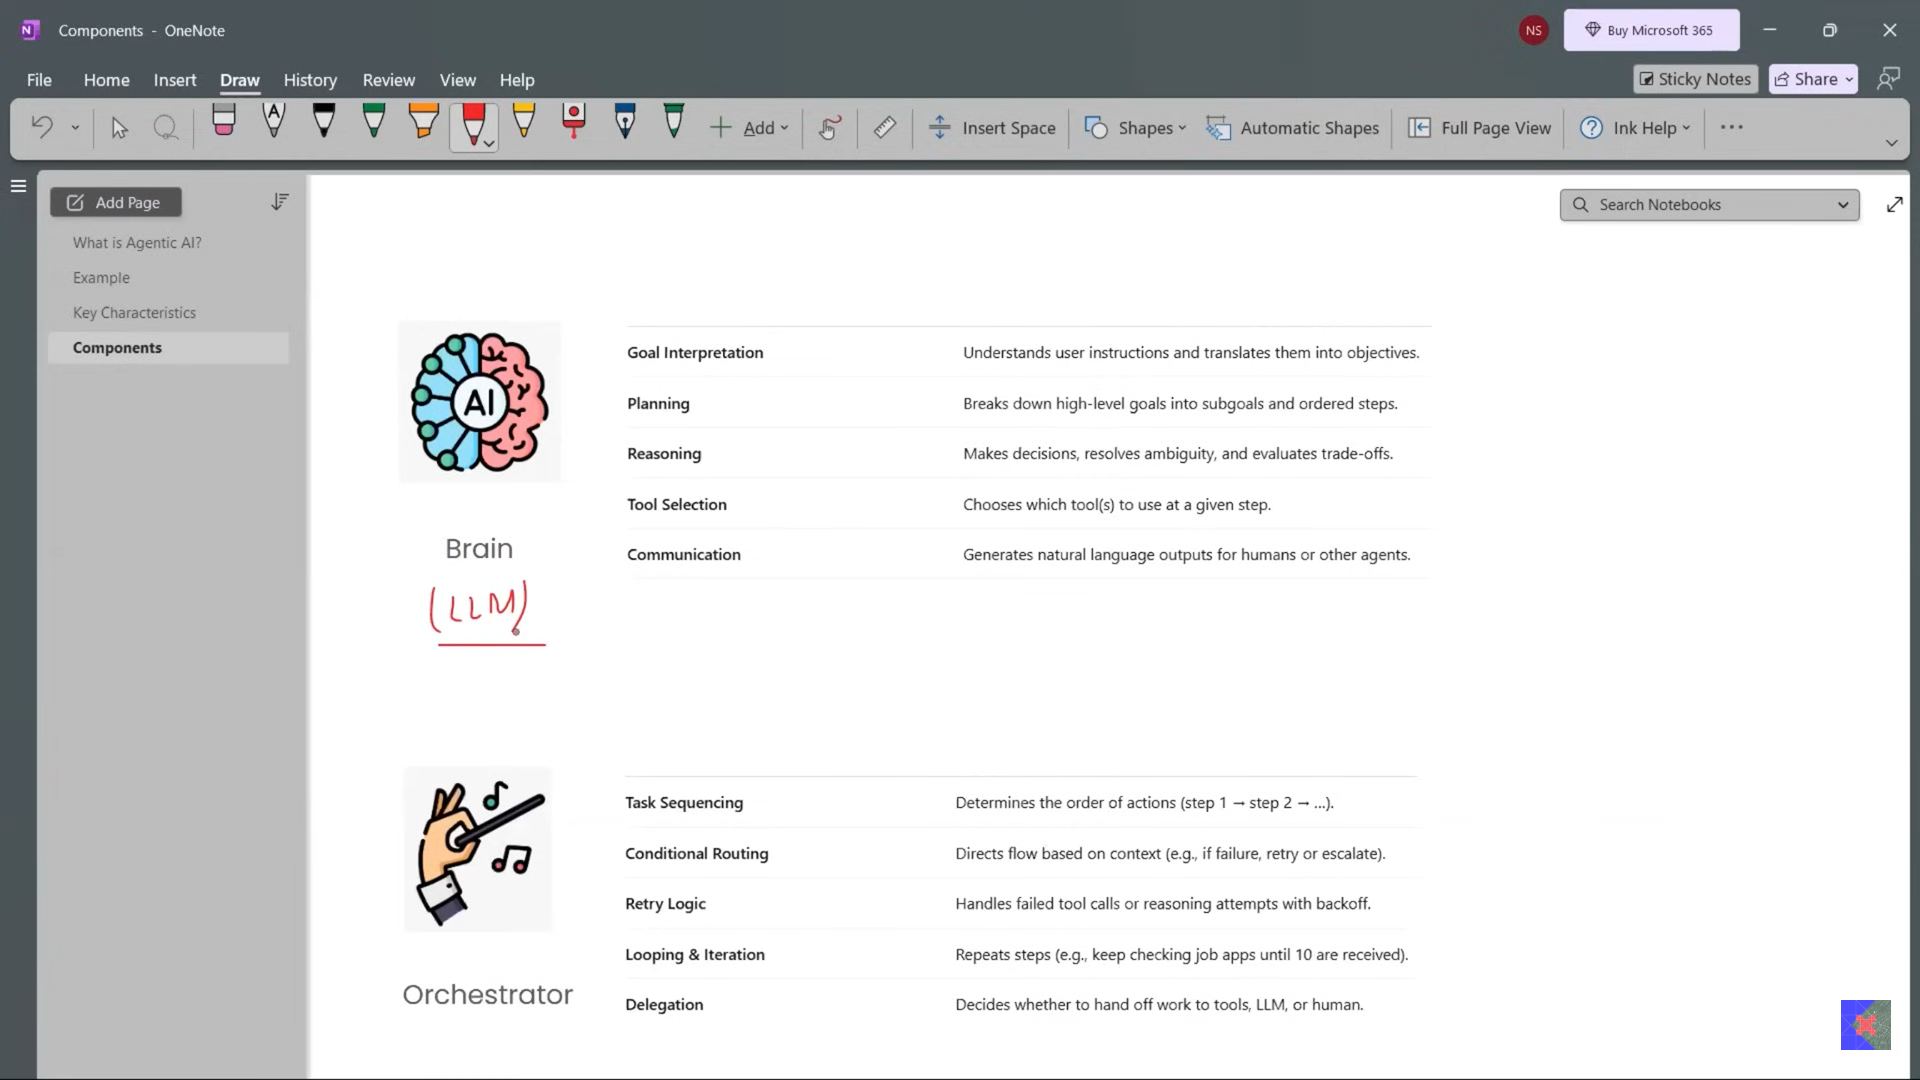 Components - OneNote
NS
Buy Microsoft 365
File Home Insert Draw History Review View Help
Sticky Notes
Share
Add
Insert Space
Shapes
Automatic Shapes
Full Page View
Ink Help
Add Page
Search Notebooks
What is Agentic AI?
Example
Key Characteristics
Components
AI
Brain
(LLM)
Goal Interpretation Understands user instructions and translates them into objectives.
Planning Breaks down high-level goals into subgoals and ordered steps.
Reasoning Makes decisions, resolves ambiguity, and evaluates trade-offs.
Tool Selection Chooses which tool(s) to use at a given step.
Communication Generates natural language outputs for humans or other agents.
Orchestrator
Task Sequencing Determines the order of actions (step 1 → step 2 → ...).
Conditional Routing Directs flow based on context (e.g., if failure, retry or escalate).
Retry Logic Handles failed tool calls or reasoning attempts with backoff.
Looping & Iteration Repeats steps (e.g., keep checking job apps until 10 are received).
Delegation Decides whether to hand off work to tools, LLM, or human.